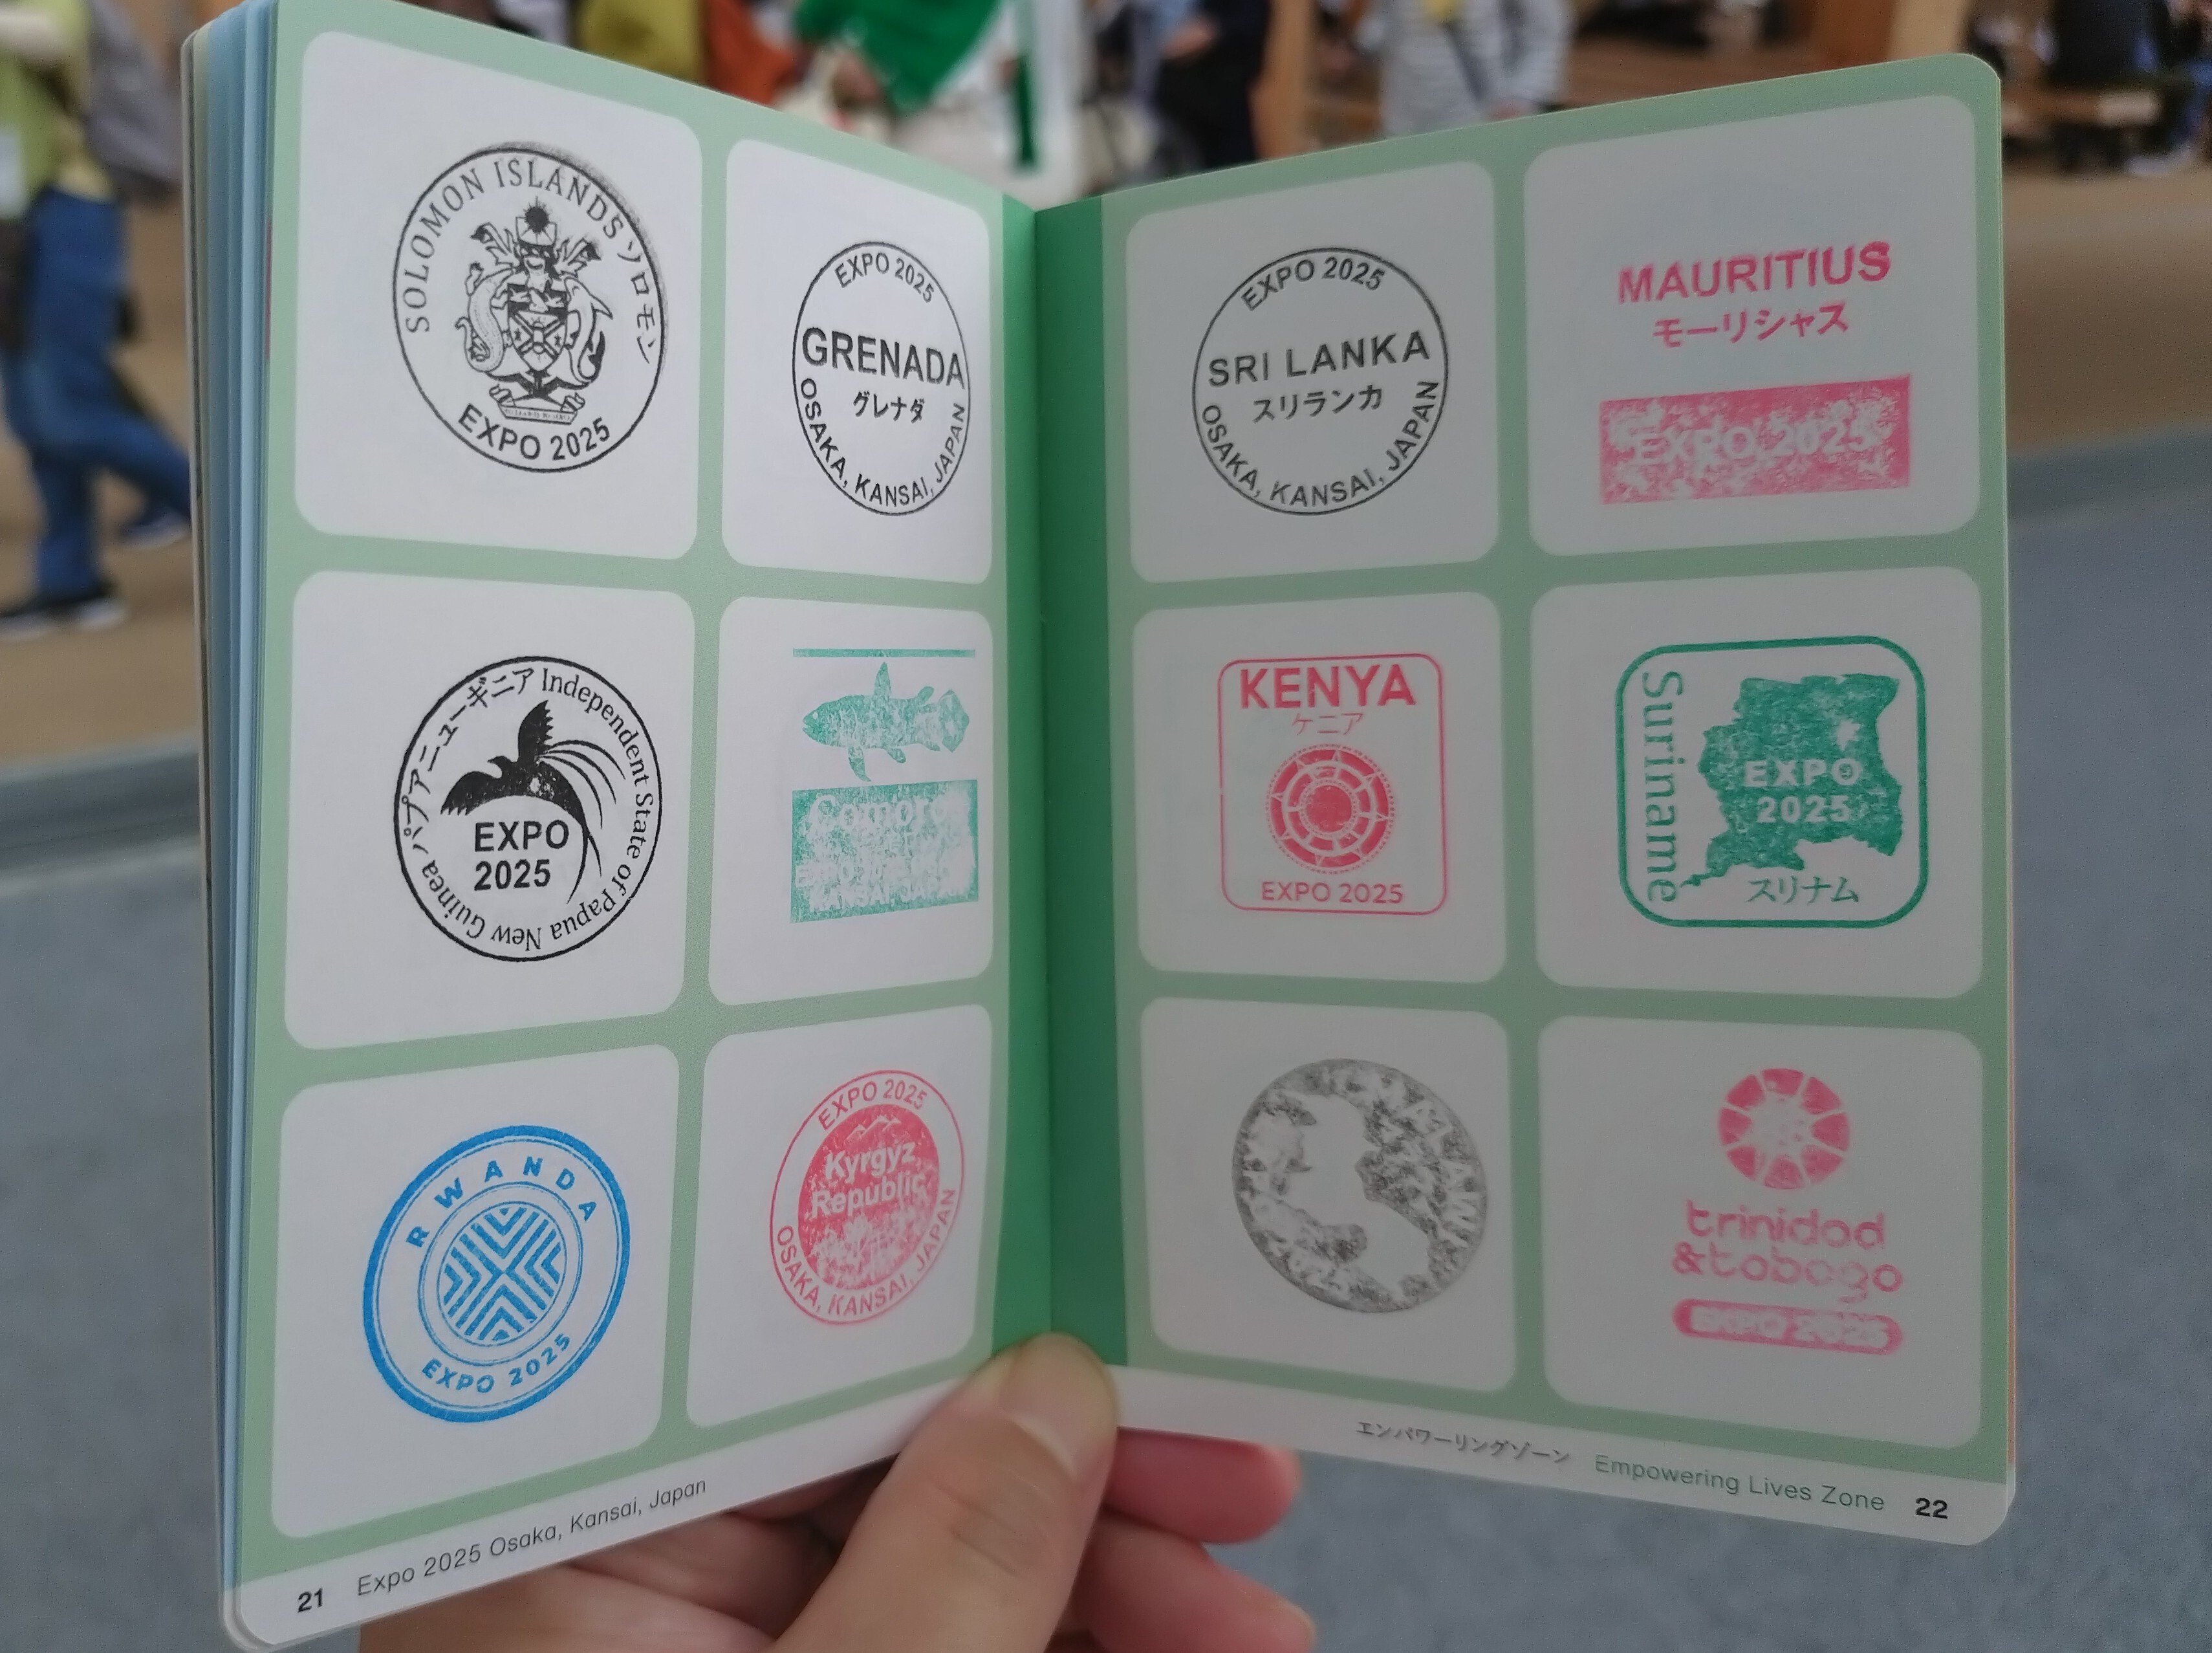 SOLOMON ISLANDS ソロモン
EXPO 2025
EXPO 2025
GRENADA
グレナダ
OSAKA, KANSAI, JAPAN
パプアニューギニア Independent State of Papua New Guinea
EXPO
2025
Comoros
KANSAI, JAPAN
RWANDA
EXPO 2025
EXPO 2025
Kyrgyz
Republic
OSAKA, KANSAI, JAPAN
21 Expo 2025 Osaka, Kansai, Japan
EXPO 2025
SRI LANKA
スリランカ
OSAKA, KANSAI, JAPAN
MAURITIUS
モーリシャス
EXPO 2025
KENYA
ケニア
EXPO 2025
Suriname
EXPO
2025
スリナム
MALAWI
trinidad
&tobago
EXPO 2025
エンパワーリングゾーン Empowering Lives Zone 22